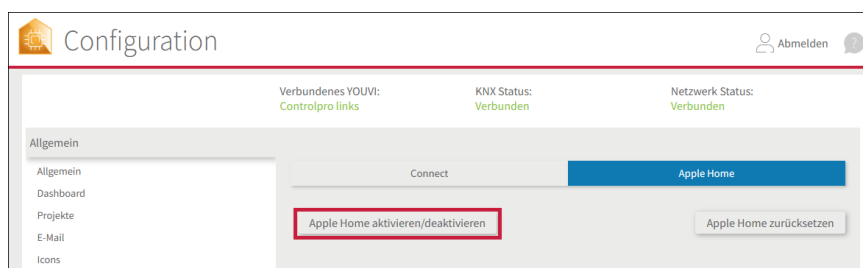 Configuration
Abmelden ?
Verbundenes YOUVI: KNX Status: Netzwerk Status:
Controlpro links Verbunden Verbunden
Allgemein
Allgemein
Connect Apple Home
Dashboard
Projekte
Apple Home aktivieren/deaktivieren Apple Home zurücksetzen
E-Mail
Icons